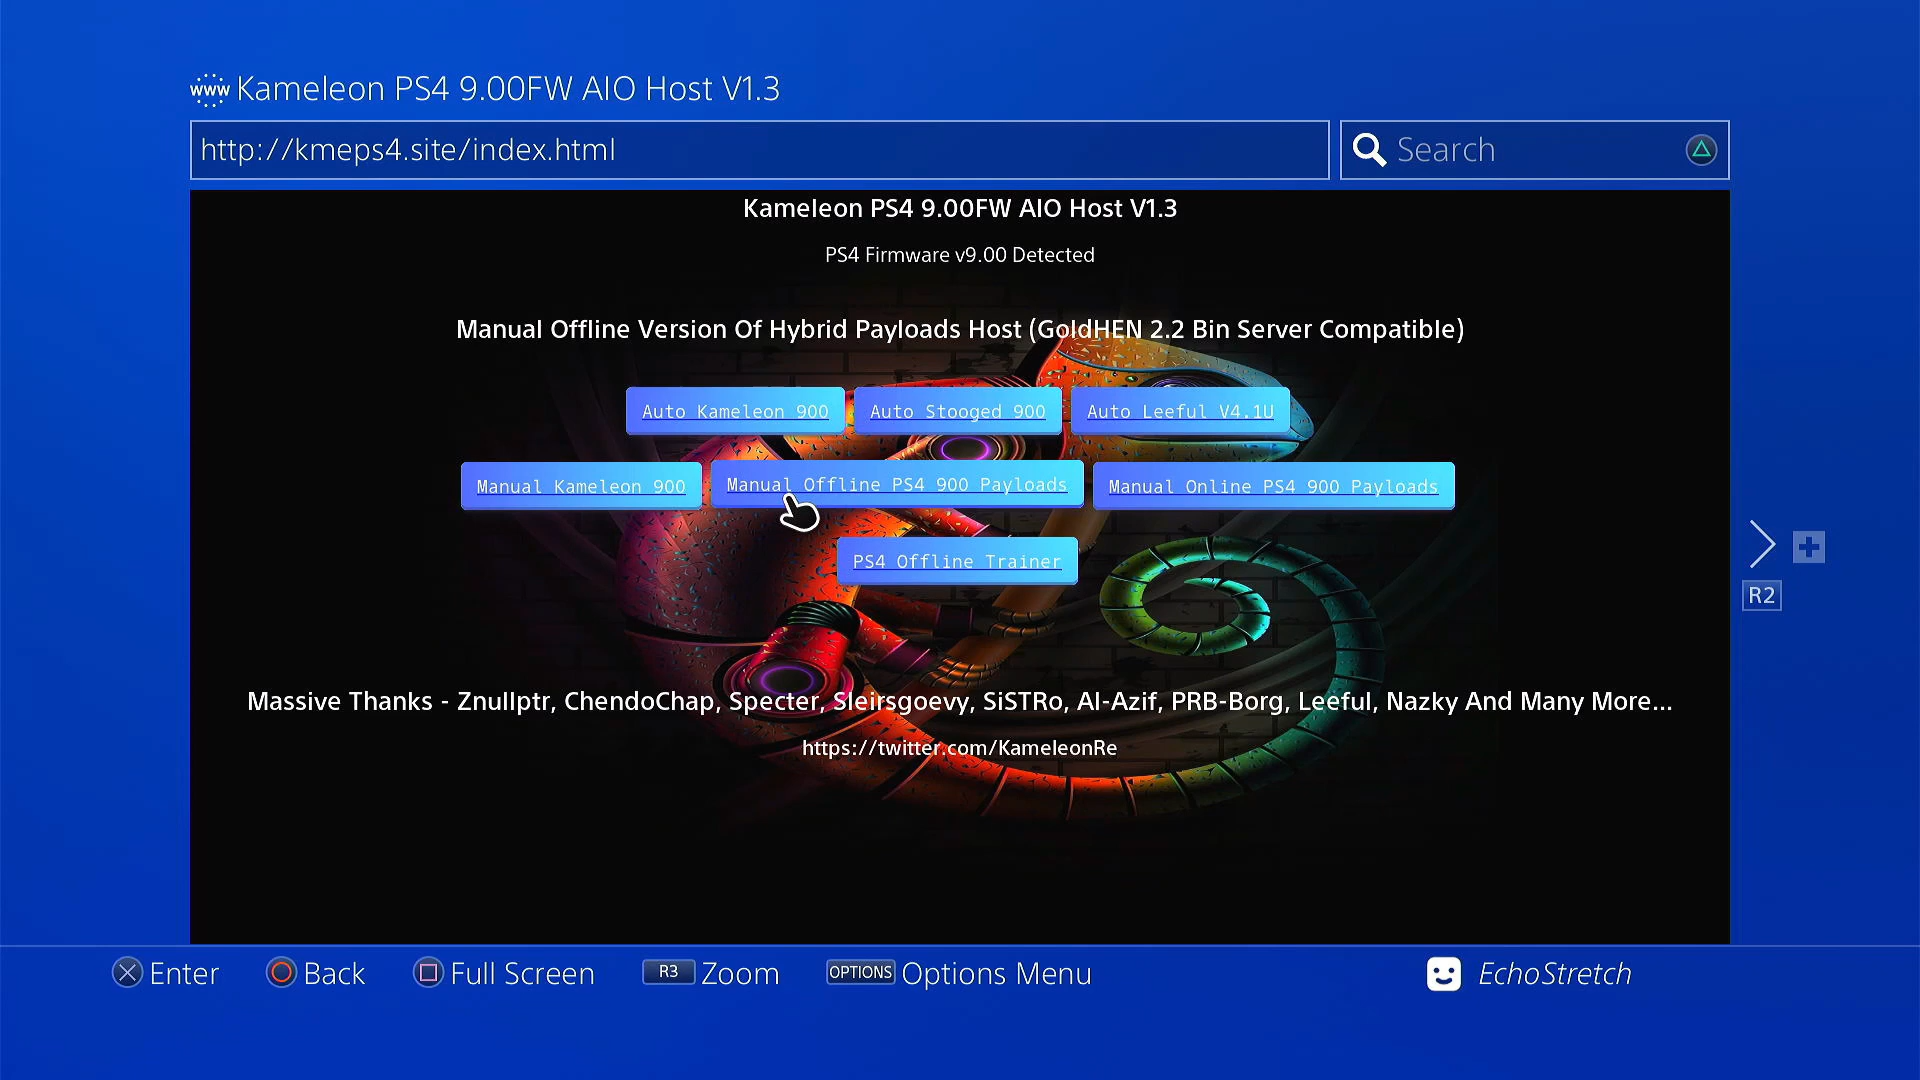 www Kameleon PS4 9.00FW AIO Host V1.3
http://kmeps4.site/index.html
Search
Kameleon PS4 9.00FW AIO Host V1.3
PS4 Firmware v9.00 Detected
Manual Offline Version Of Hybrid Payloads Host (GoldHEN 2.2 Bin Server Compatible)
Auto Kameleon 900 Auto Stooged 900 Auto Leeful V4.1U
Manual Kameleon 900 Manual Offline PS4 900 Payloads Manual Online PS4 900 Payloads
PS4 Offline Trainer
R2
Massive Thanks - Znullptr, ChendoChap, Specter, Sleirsgoevy, SiSTRo, Al-Azif, PRB-Borg, Leeful, Nazky And Many More...
https://twitter.com/KameleonRe
Enter Back Full Screen R3 Zoom OPTIONS Options Menu EchoStretch